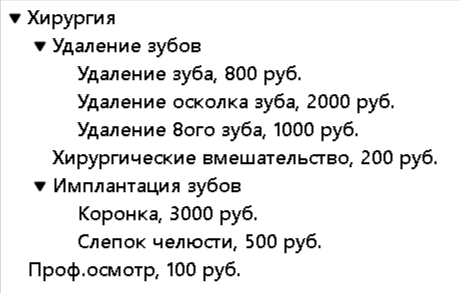 Хирургия
Удаление зубов
Удаление зуба, 800 руб.
Удаление осколка зуба, 2000 руб.
Удаление 8ого зуба, 1000 руб.
Хирургические вмешательство, 200 руб.
Имплантация зубов
Коронка, 3000 руб.
Слепок челюсти, 500 руб.
Проф.осмотр, 100 руб.